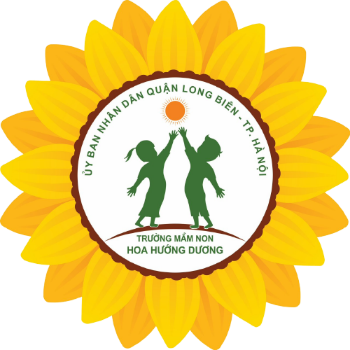 ỦY BAN NHÂN DÂN QUẬN LONG BIÊN - TP. HÀ NỘI
TRƯỜNG MẦM NON
HOA HƯỚNG DƯƠNG